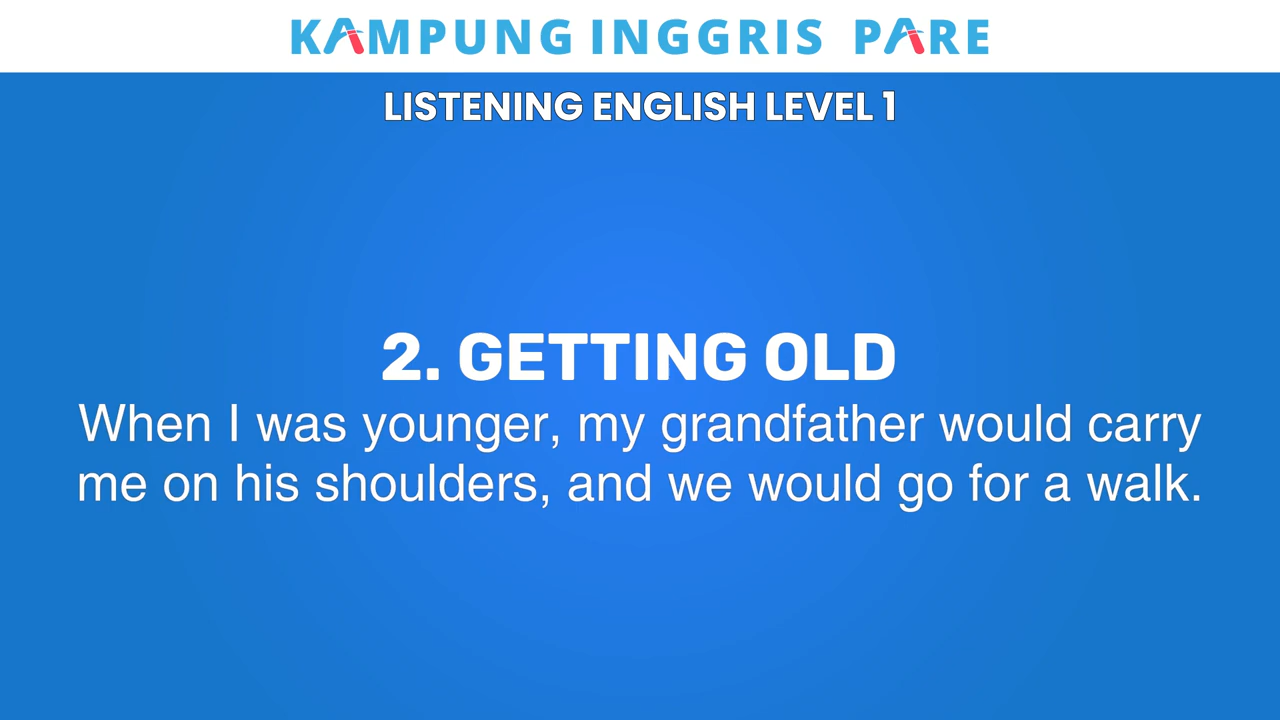 KAMPUNG INGGRIS PARE
LISTENING ENGLISH LEVEL 1
2. GETTING OLD
When I was younger, my grandfather would carry
me on his shoulders, and we would go for a walk.